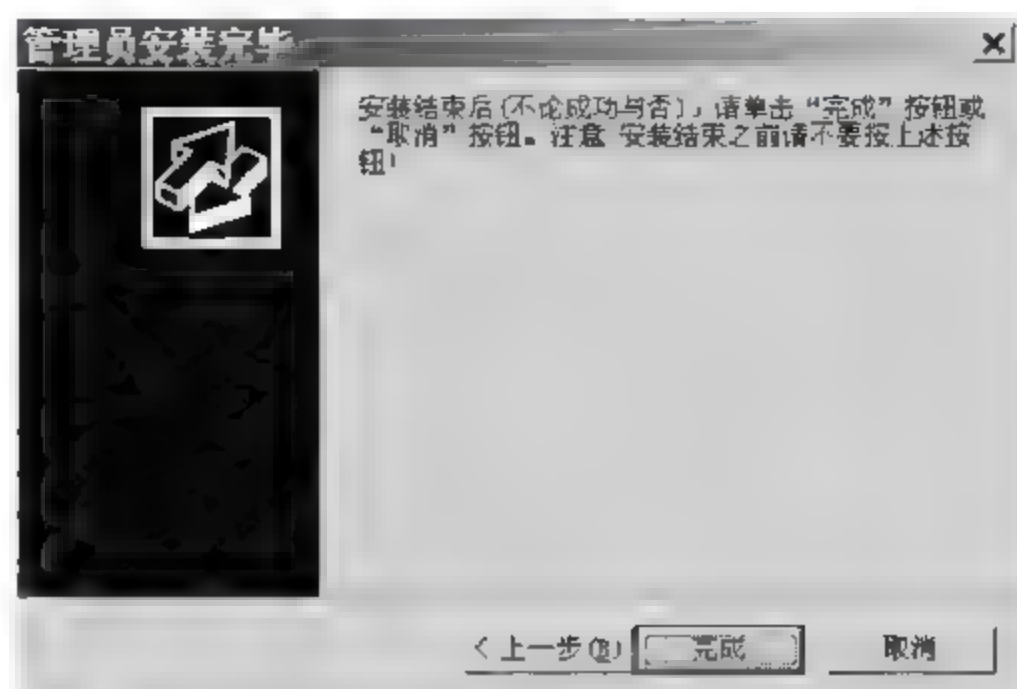 管理员安装完毕
安装结束后(不论成功与否)，请单击“完成”按钮或
“取消”按钮。注意 安装结束之前请不要按上述按
钮!
< 上一步(B)
完成
取消